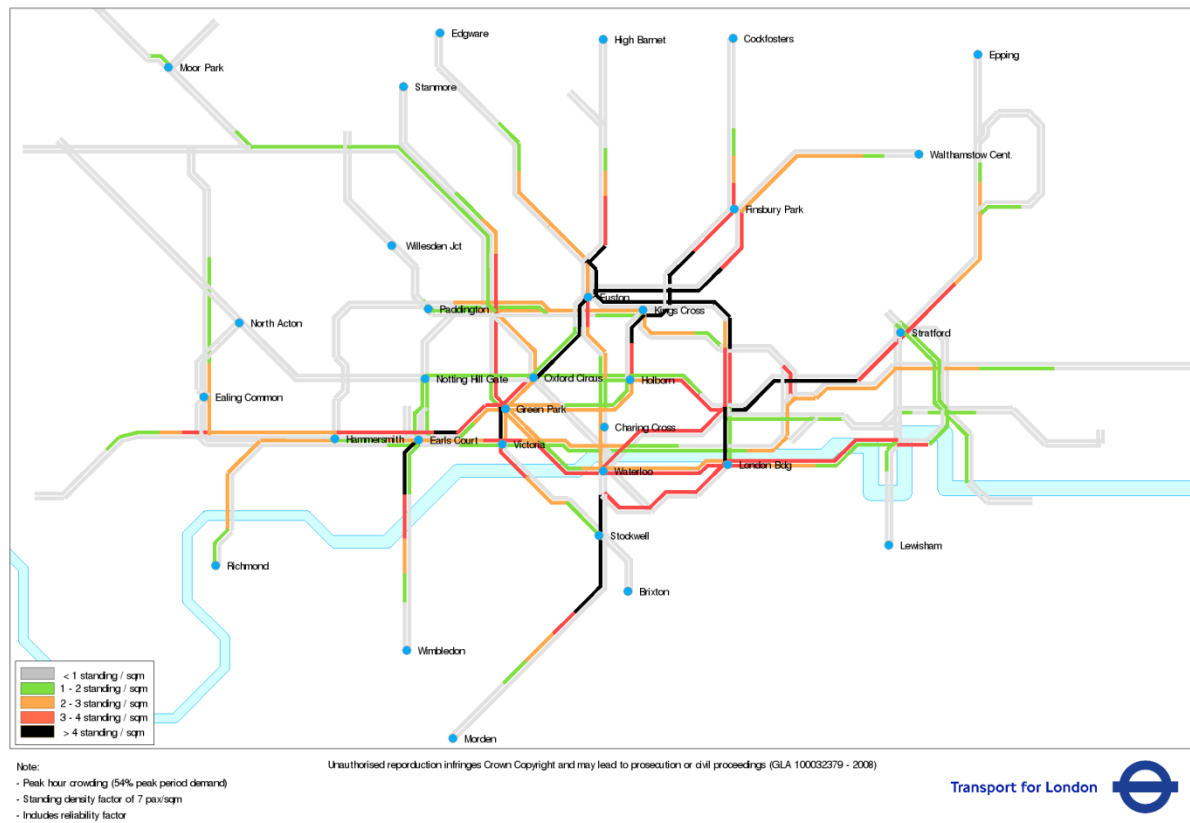 Edgware
High Barnet
Cockfosters
Epping
Moor Park
Stanmore
Walthamstow Cent.
Finsbury Park
Willesden Jct
Euston
Paddington
Kings Cross
North Acton
Stratford
Notting Hill Gate
Oxford Circus
Holborn
Ealing Common
Green Park
Charing Cross
Hammersmith
Earls Court
Victoria
Waterloo
London Bdg
Stockwell
Lewisham
Richmond
Brixton
Wimbledon
Morden
< 1 standing / sqm
1 - 2 standing / sqm
2 - 3 standing / sqm
3 - 4 standing / sqm
> 4 standing / sqm
Note:
- Peak hour crowding (54% peak period demand)
- Standing density factor of 7 pax/sqm
- Includes reliability factor
Unauthorised reporduction infringes Crown Copyright and may lead to prosecution or civil proceedings (GLA 100032379 - 2008)
Transport for London